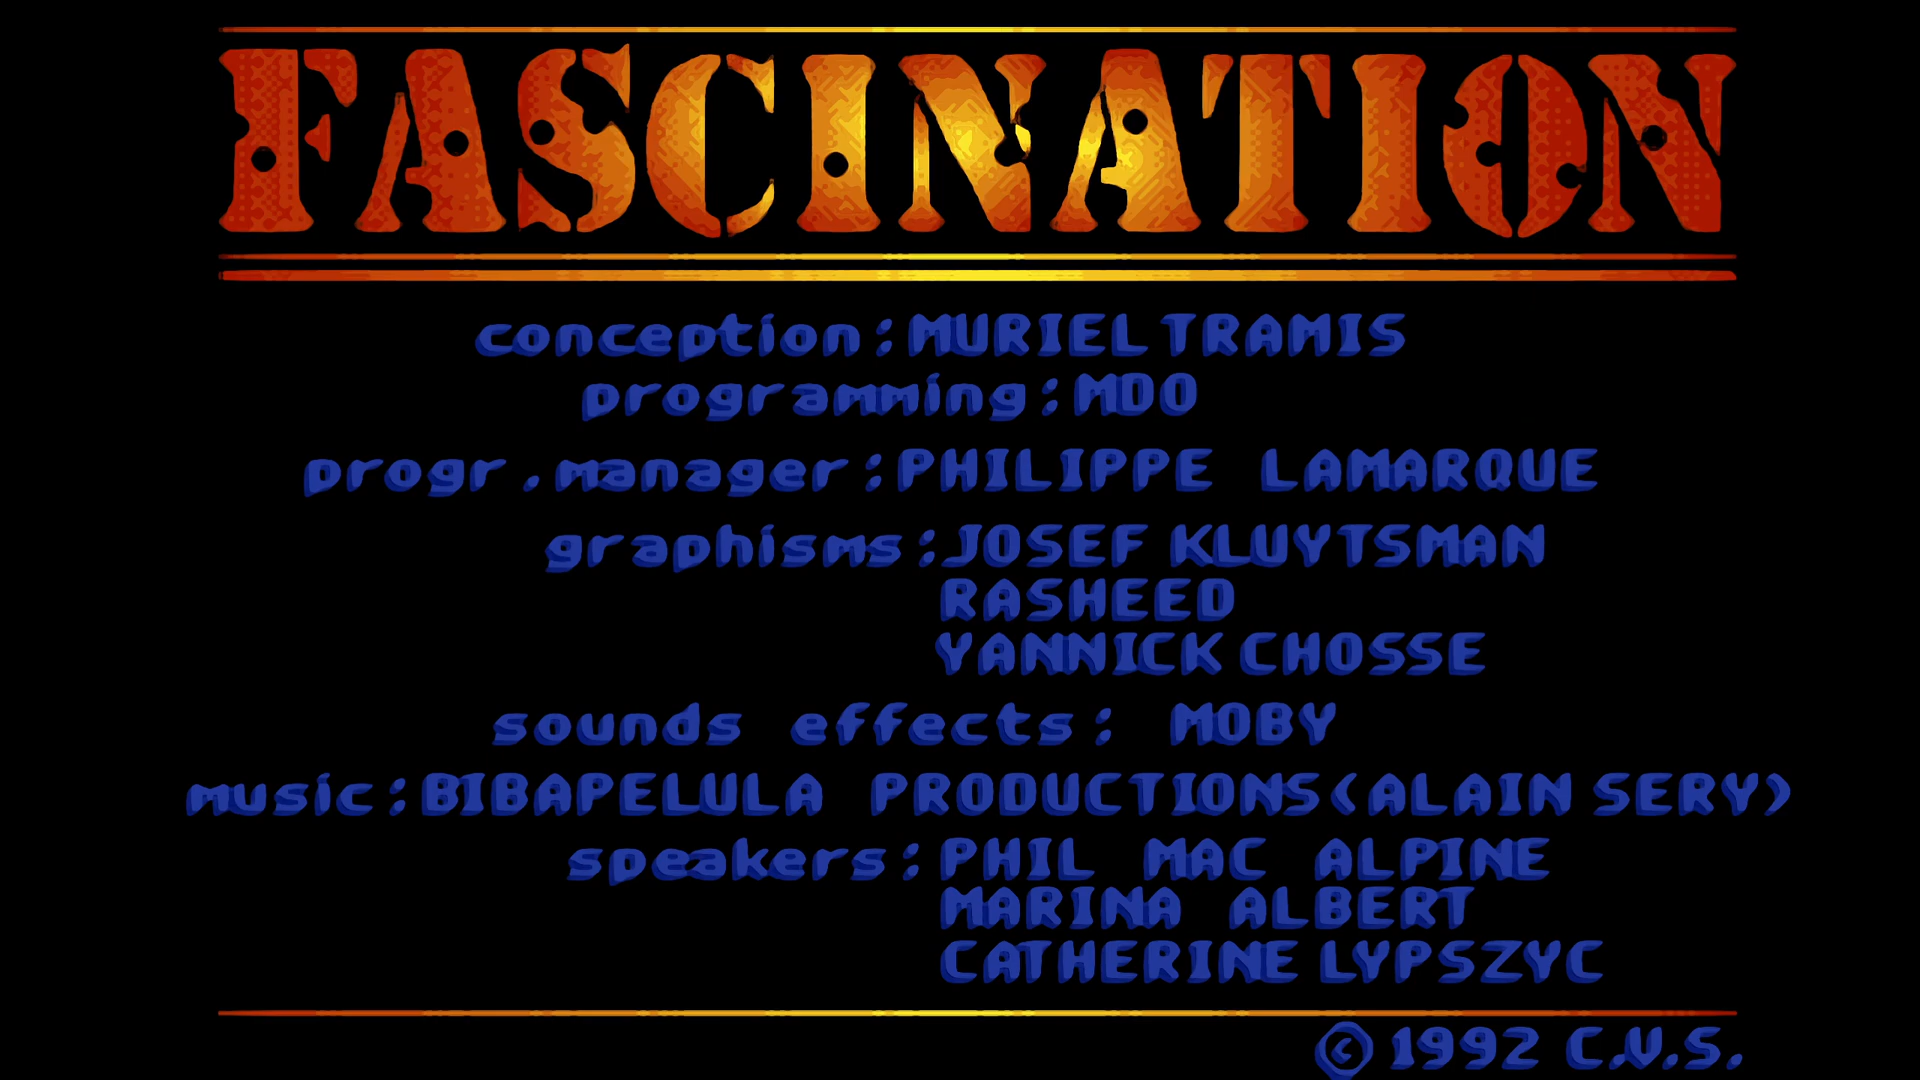 FASCINATION
conception:MURIEL TRAMIS
programming:MDO
progr.manager:PHILIPPE LAMARQUE
graphisms:JOSEF KLUYTSMAN
RASHEED
YANNICK CHOSSE
sounds effects: MOBY
music:BIBAPELULA PRODUCTIONS(ALAIN SERY)
speakers:PHIL MAC ALPINE
MARINA ALBERT
CATHERINE LYPSZYC
© 1992 C.V.S.